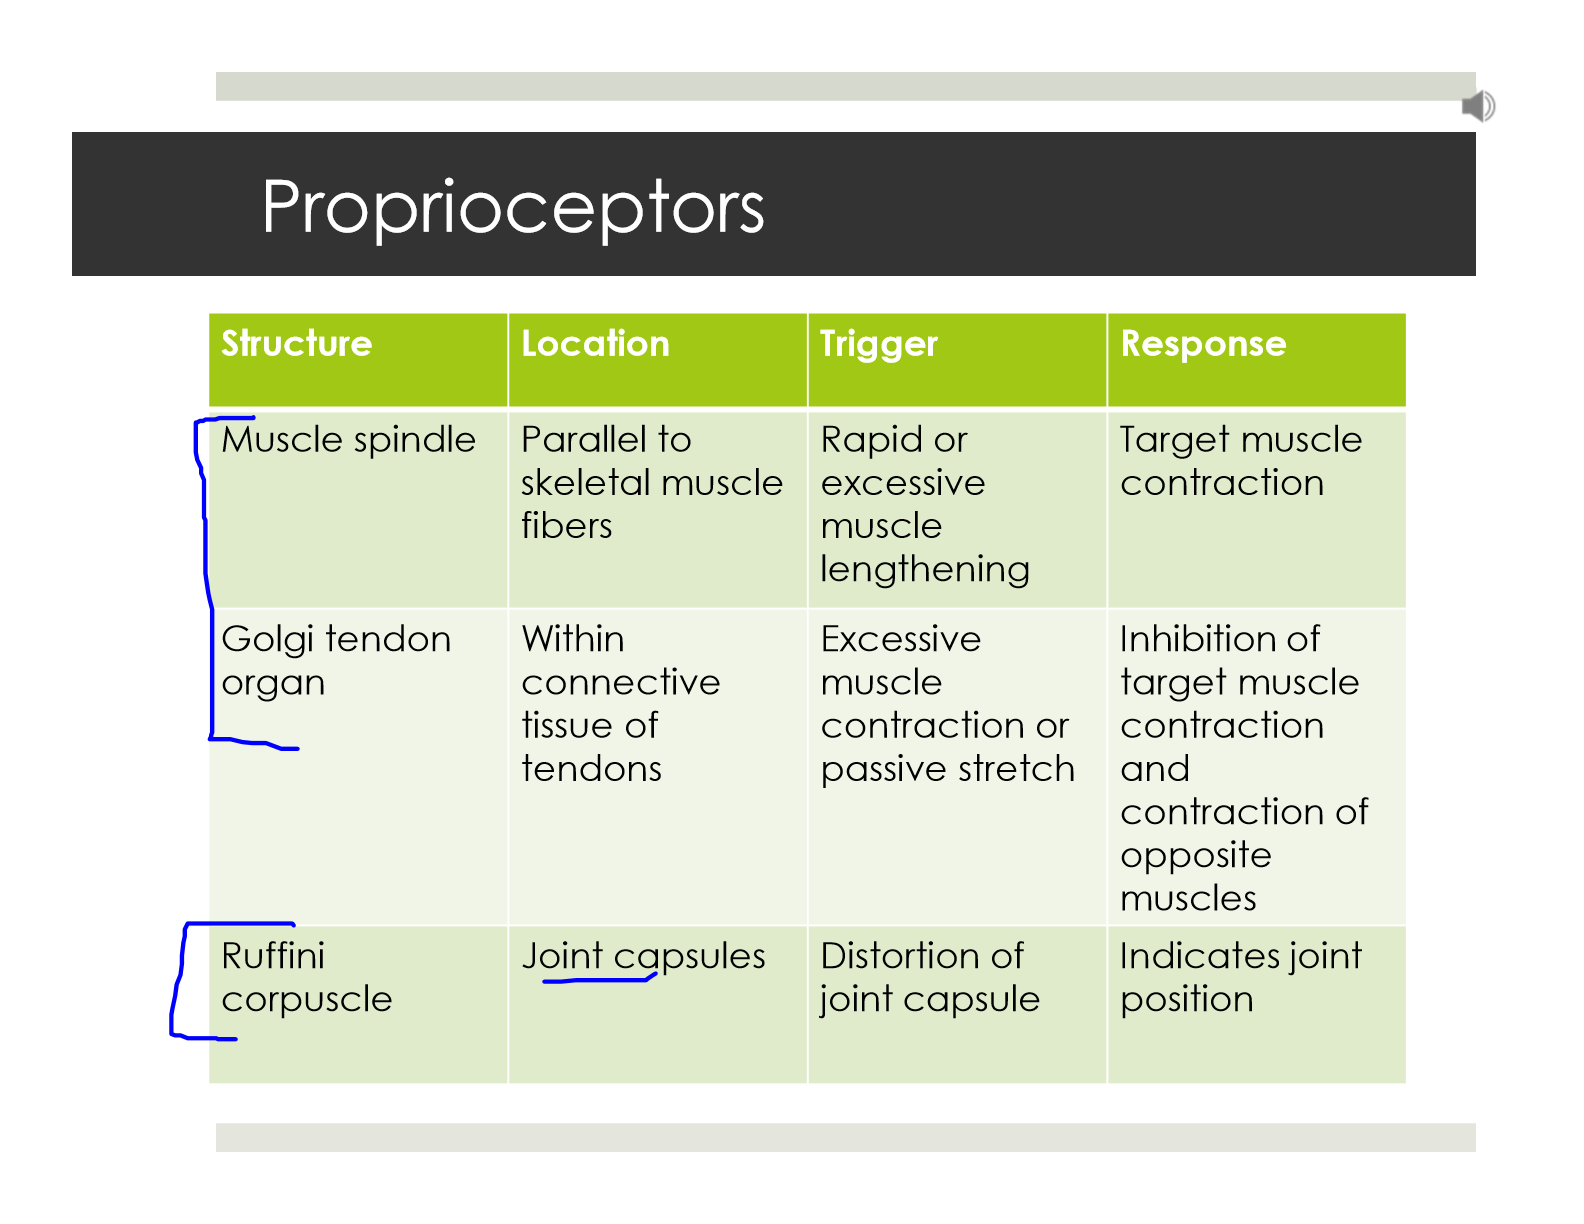 Proprioceptors
Structure
Location
Trigger
Response
Muscle spindle
Parallel to
skeletal muscle
fibers
Rapid or
excessive
muscle
lengthening
Target muscle
contraction
Golgi tendon
organ
Within
connective
tissue of
tendons
Excessive
muscle
contraction or
passive stretch
Inhibition of
target muscle
contraction
and
contraction of
opposite
muscles
Ruffini
corpuscle
Joint capsules
Distortion of
joint capsule
Indicates joint
position